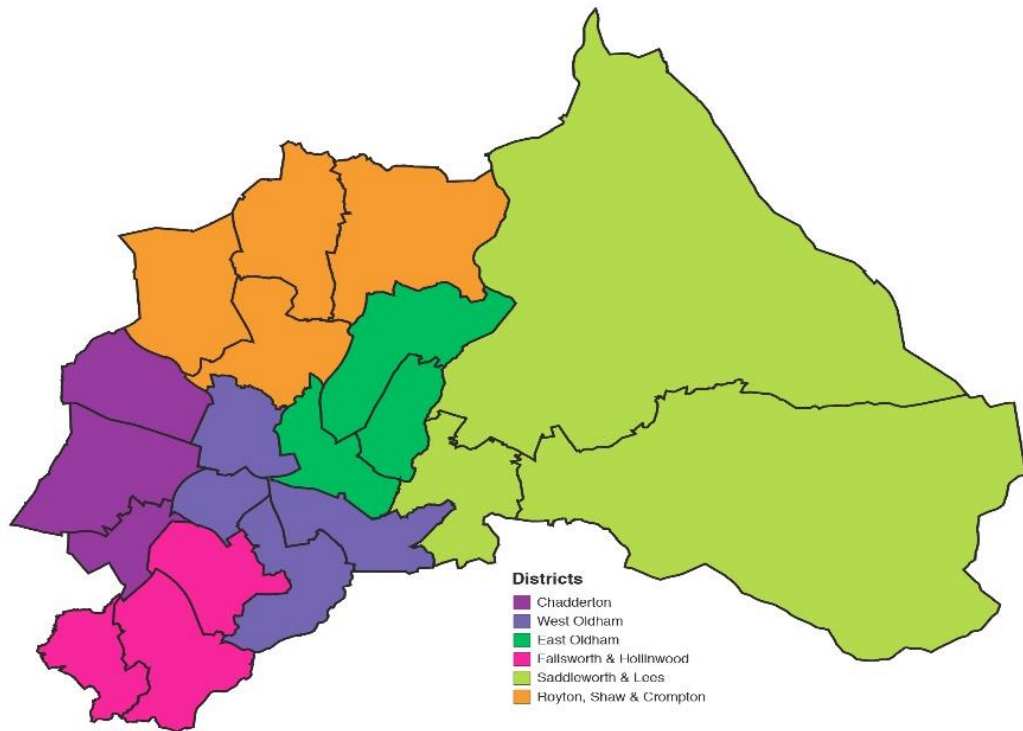 Districts
Chadderton
West Oldham
East Oldham
Failsworth & Hollinwood
Saddleworth & Lees
Royton, Shaw & Crompton